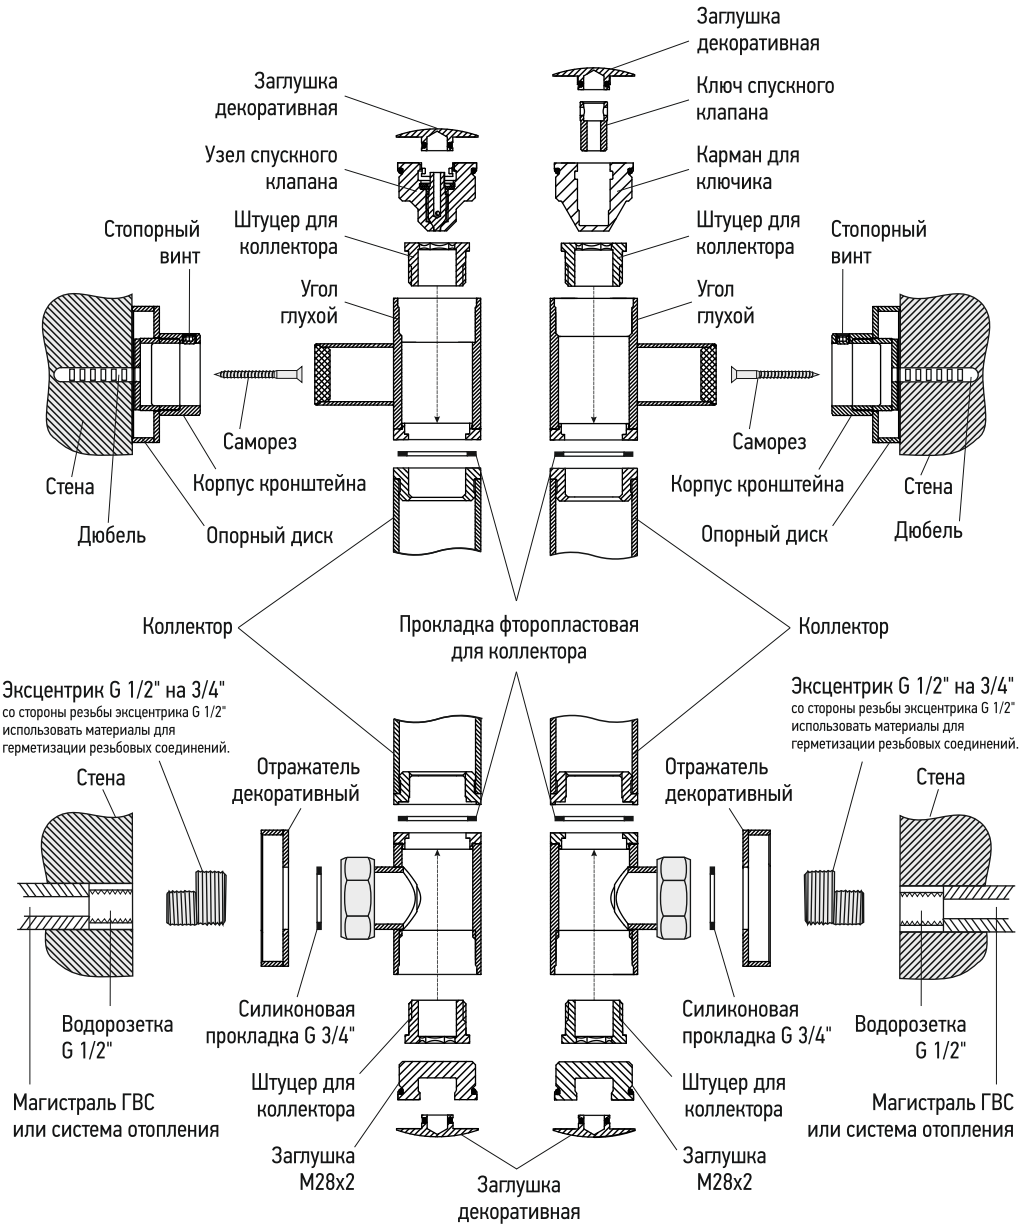 Заглушка
декоративная
Ключ спускного
клапана
Заглушка
декоративная
Узел спускного
клапана
Карман для
ключика
Штуцер для
коллектора
Штуцер для
коллектора
Стопорный
винт
Стопорный
винт
Угол
глухой
Угол
глухой
Саморез
Саморез
Стена
Корпус кронштейна
Корпус кронштейна
Стена
Дюбель
Опорный диск
Опорный диск
Дюбель
Коллектор
Прокладка фторопластовая
для коллектора
Коллектор
Эксцентрик G 1/2" на 3/4"
со стороны резьбы эксцентрика G 1/2"
использовать материалы для
герметизации резьбовых соединений.
Эксцентрик G 1/2" на 3/4"
со стороны резьбы эксцентрика G 1/2"
использовать материалы для
герметизации резьбовых соединений.
Стена
Отражатель
декоративный
Отражатель
декоративный
Стена
Водорозетка
G 1/2"
Силиконовая
прокладка G 3/4"
Силиконовая
прокладка G 3/4"
Водорозетка
G 1/2"
Магистраль ГВС
или система отопления
Штуцер для
коллектора
Штуцер для
коллектора
Магистраль ГВС
или система отопления
Заглушка
М28х2
Заглушка
декоративная
Заглушка
М28х2